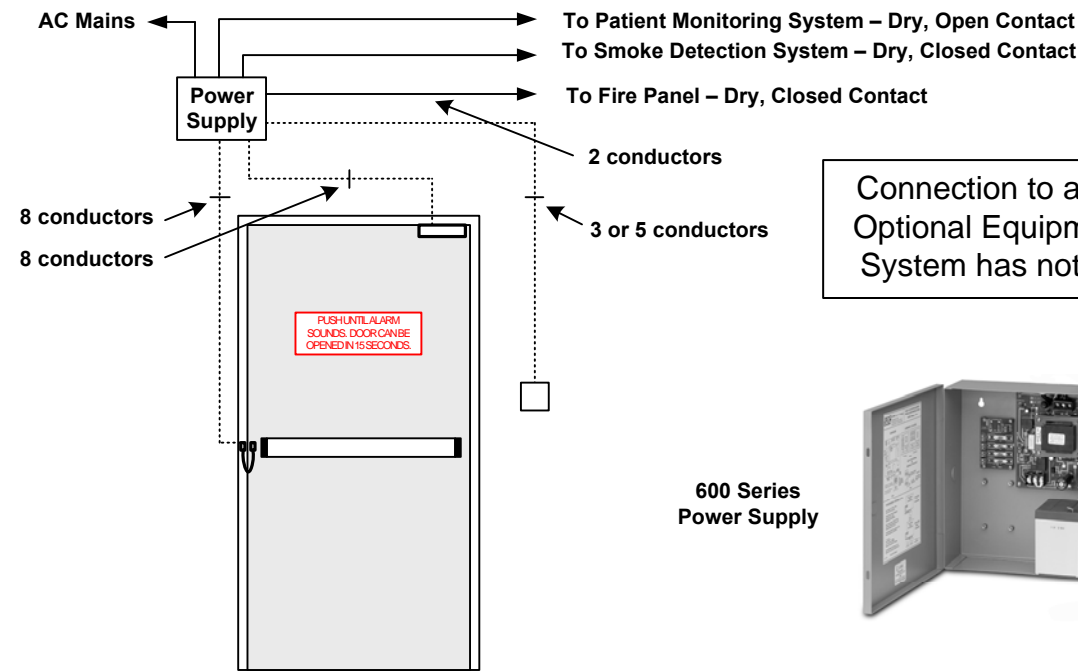 AC Mains
To Patient Monitoring System – Dry, Open Contact
To Smoke Detection System – Dry, Closed Contact
Power
Supply
To Fire Panel – Dry, Closed Contact
2 conductors
8 conductors
8 conductors
3 or 5 conductors
Connection to a
Optional Equipm
System has not
PUSH UNTIL ALARM
SOUNDS. DOOR CAN BE
OPENED IN 15 SECONDS.
600 Series
Power Supply